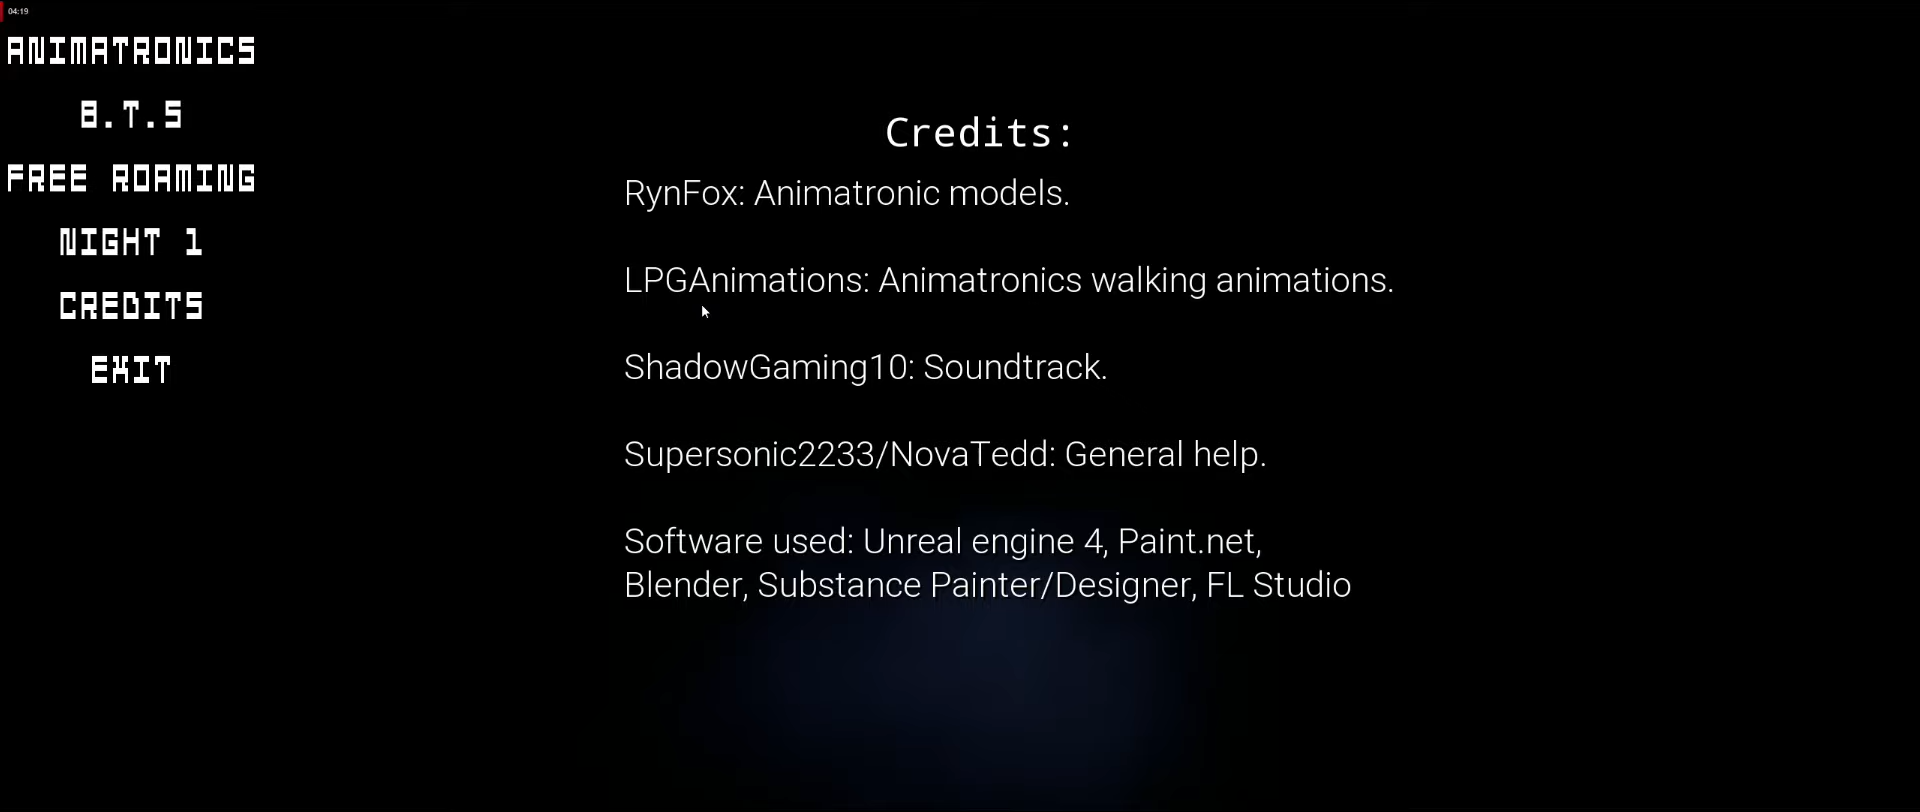 04:19
ANIMATRONICS
B.T.S
FREE ROAMING
NIGHT 1
CREDITS
EXIT
Credits:
RynFox: Animatronic models.
LPGAnimations: Animatronics walking animations.
ShadowGaming10: Soundtrack.
Supersonic2233/NovaTedd: General help.
Software used: Unreal engine 4, Paint.net,
Blender, Substance Painter/Designer, FL Studio